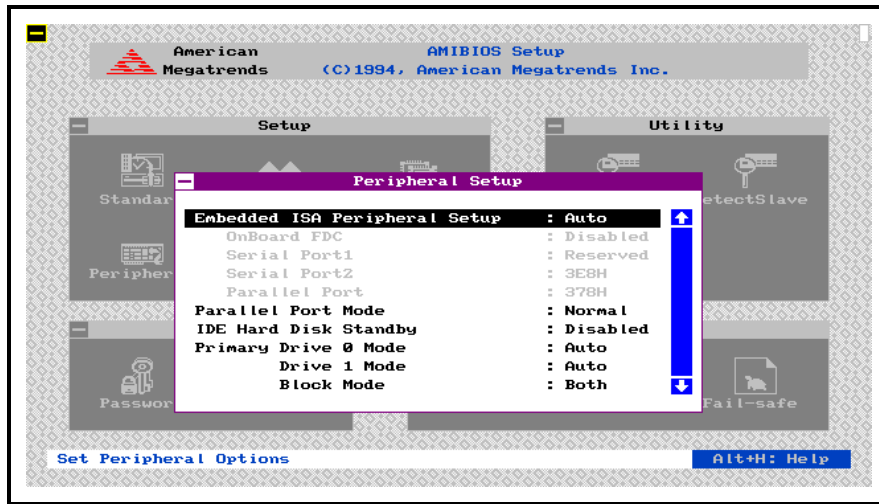 American AMIBIOS Setup
Megatrends (C)1994, American Megatrends Inc.
Setup
Utility
Peripheral Setup
Standar
etectSlave
Embedded ISA Peripheral Setup : Auto
OnBoard FDC : Disabled
Serial Port1 : Reserved
Serial Port2 : 3E8H
Peripher
Parallel Port : 378H
Parallel Port Mode : Normal
IDE Hard Disk Standby : Disabled
Primary Drive 0 Mode : Auto
Drive 1 Mode : Auto
Block Mode : Both
Passwor
Fail-safe
Set Peripheral Options
Alt+H: Help